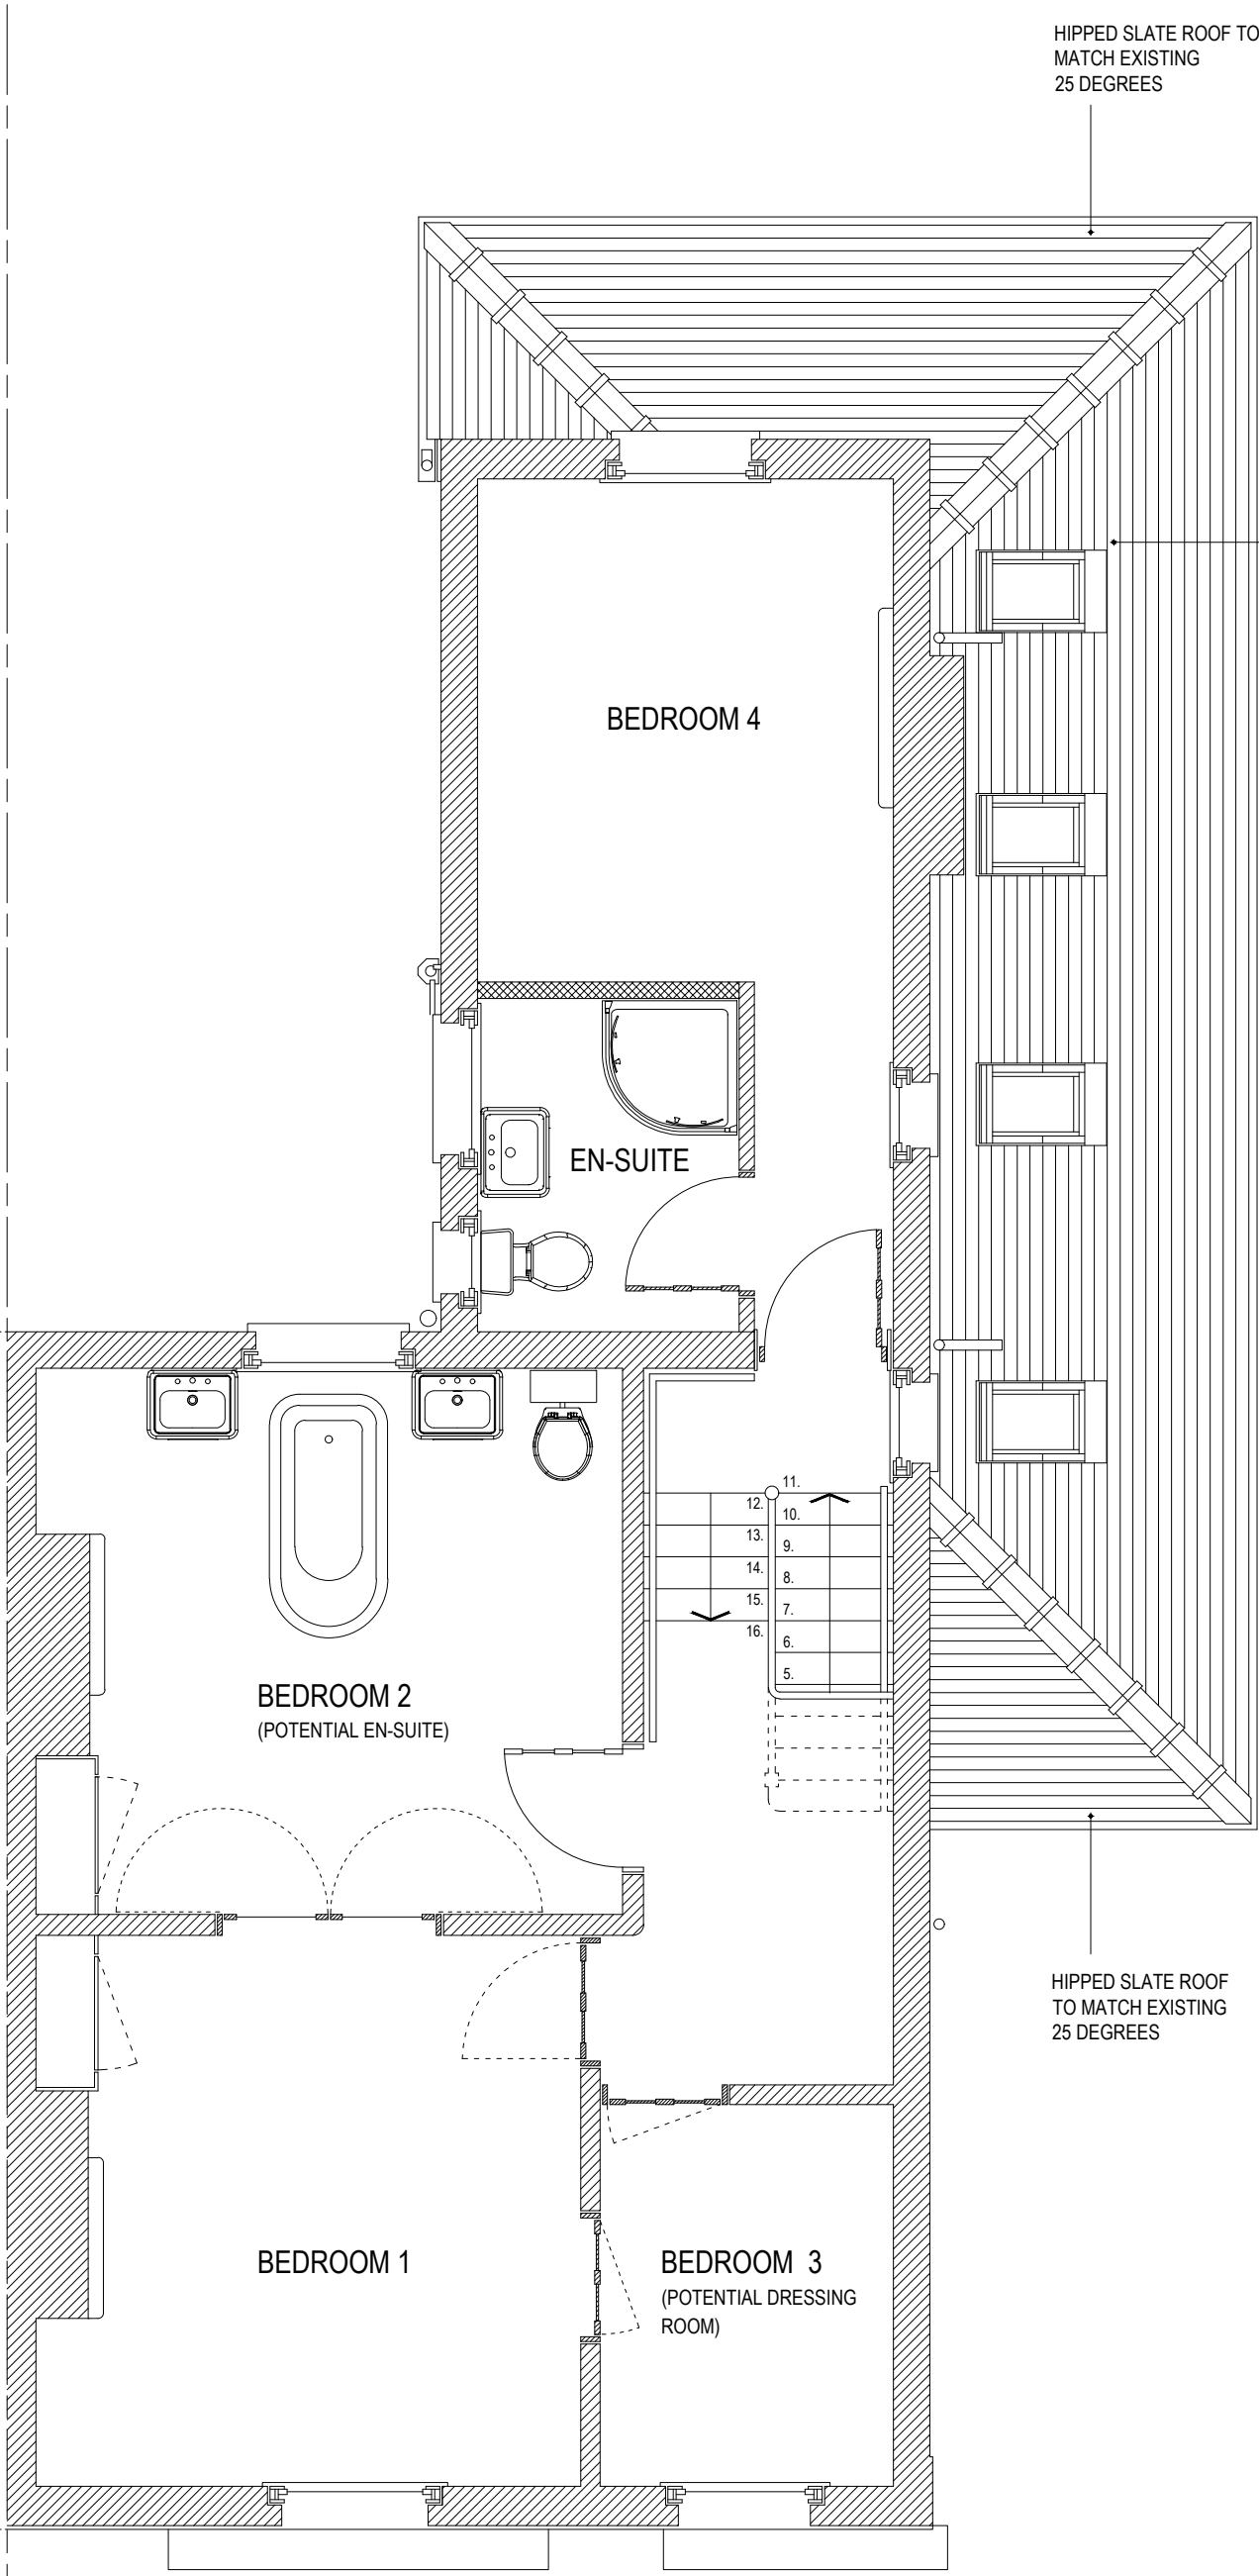 HIPPED SLATE ROOF TO
MATCH EXISTING
25 DEGREES
BEDROOM 4
EN-SUITE
11.
12.
10.
13.
9.
14.
8.
15.
7.
16.
6.
5.
BEDROOM 2
(POTENTIAL EN-SUITE)
HIPPED SLATE ROOF
TO MATCH EXISTING
25 DEGREES
BEDROOM 1
BEDROOM 3
(POTENTIAL DRESSING
ROOM)